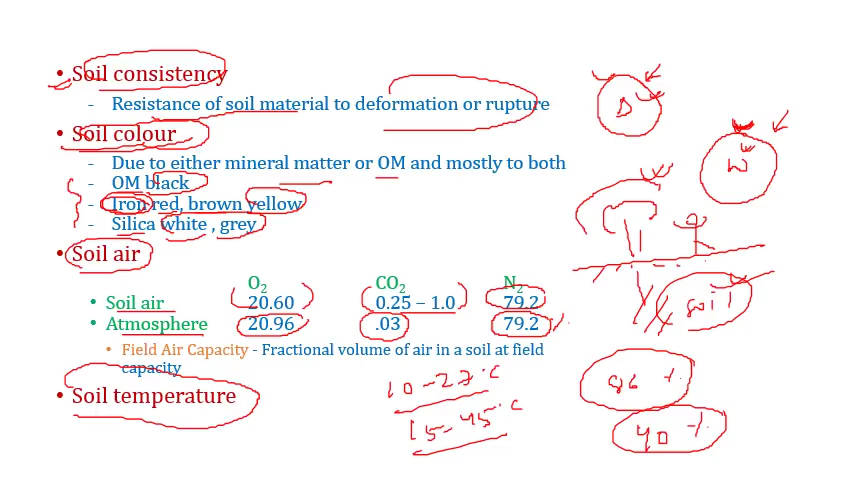 • Soil consistency
- Resistance of soil material to deformation or rupture
• Soil colour
- Due to either mineral matter or OM and mostly to both
- OM black
- Iron red, brown yellow
- Silica white , grey
• Soil air
O2 CO2 N2
• Soil air 20.60 0.25 – 1.0 79.2
• Atmosphere 20.96 .03 79.2
• Field Air Capacity - Fractional volume of air in a soil at field
capacity
• Soil temperature
10-27°C
15-45°C
D
W
soil
40 %